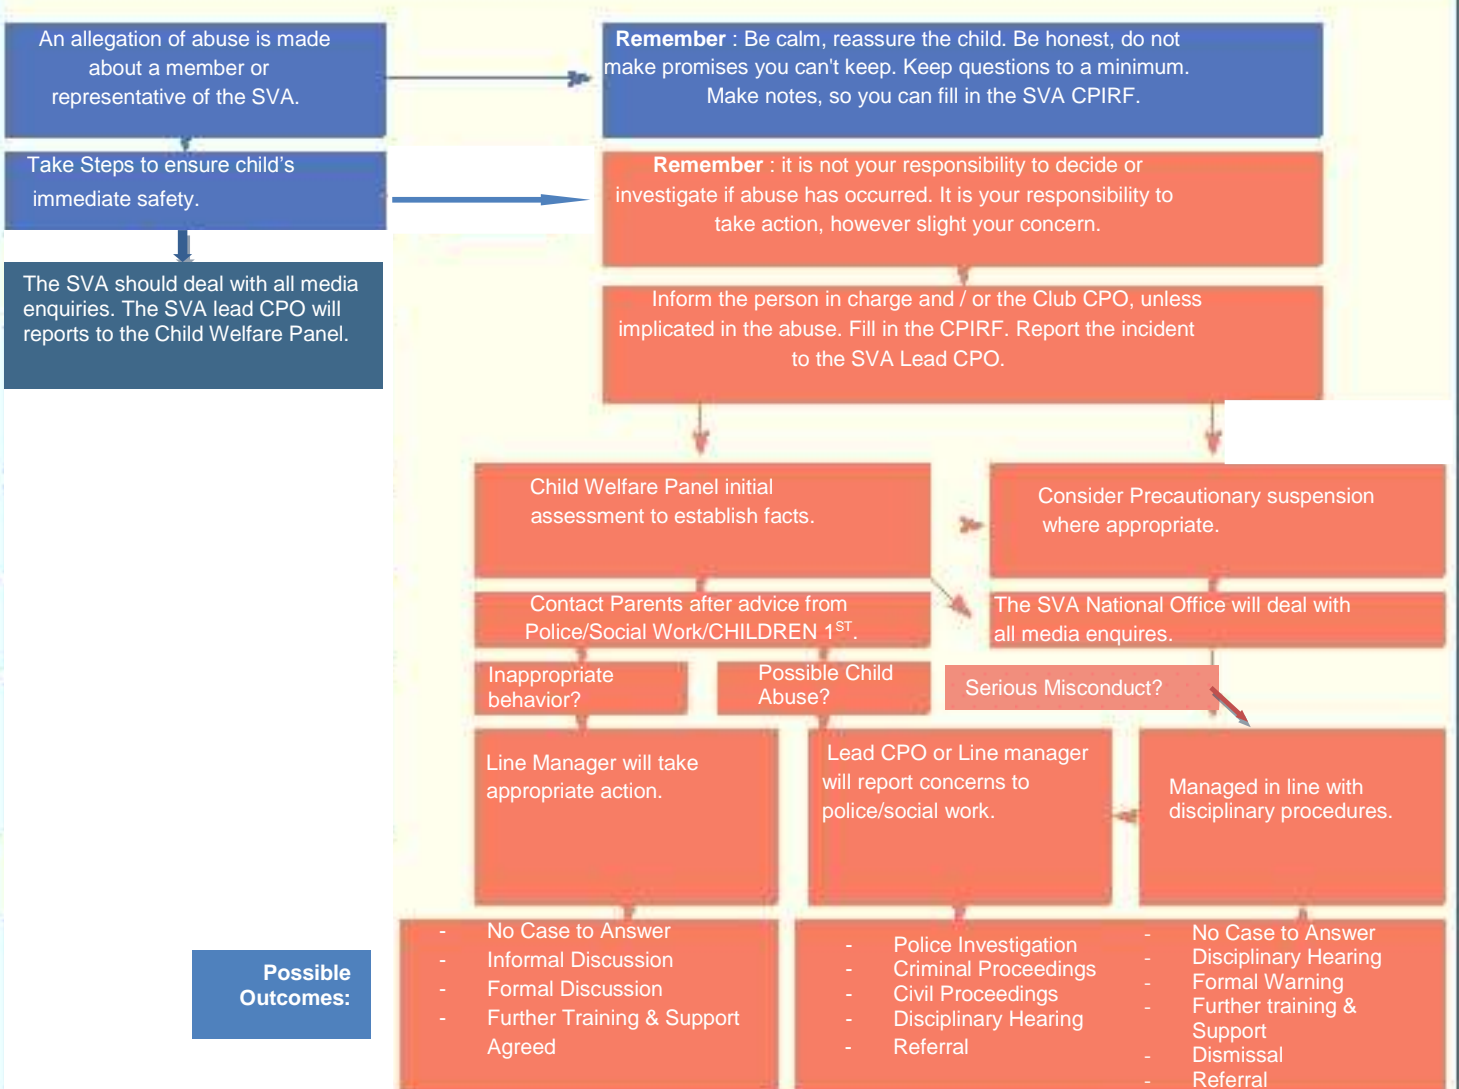 An allegation of abuse is made
about a member or
representative of the SVA.
Remember : Be calm, reassure the child. Be honest, do not
make promises you can't keep. Keep questions to a minimum.
Make notes, so you can fill in the SVA CPIRF.
Take Steps to ensure child’s
immediate safety.
Remember : it is not your responsibility to decide or
investigate if abuse has occurred. It is your responsibility to
take action, however slight your concern.
The SVA should deal with all media
enquiries. The SVA lead CPO will
reports to the Child Welfare Panel.
Inform the person in charge and / or the Club CPO, unless
implicated in the abuse. Fill in the CPIRF. Report the incident
to the SVA Lead CPO.
Child Welfare Panel initial
assessment to establish facts.
Consider Precautionary suspension
where appropriate.
Contact Parents after advice from
Police/Social Work/CHILDREN 1ST.
The SVA National Office will deal with
all media enquires.
Inappropriate
behavior?
Possible Child
Abuse?
Serious Misconduct?
Line Manager will take
appropriate action.
Lead CPO or Line manager
will report concerns to
police/social work.
Managed in line with
disciplinary procedures.
Possible
Outcomes:
- No Case to Answer
- Informal Discussion
- Formal Discussion
- Further Training & Support
Agreed
- Police Investigation
- Criminal Proceedings
- Civil Proceedings
- Disciplinary Hearing
- Referral
- No Case to Answer
- Disciplinary Hearing
- Formal Warning
- Further training &
Support
- Dismissal
- Referral